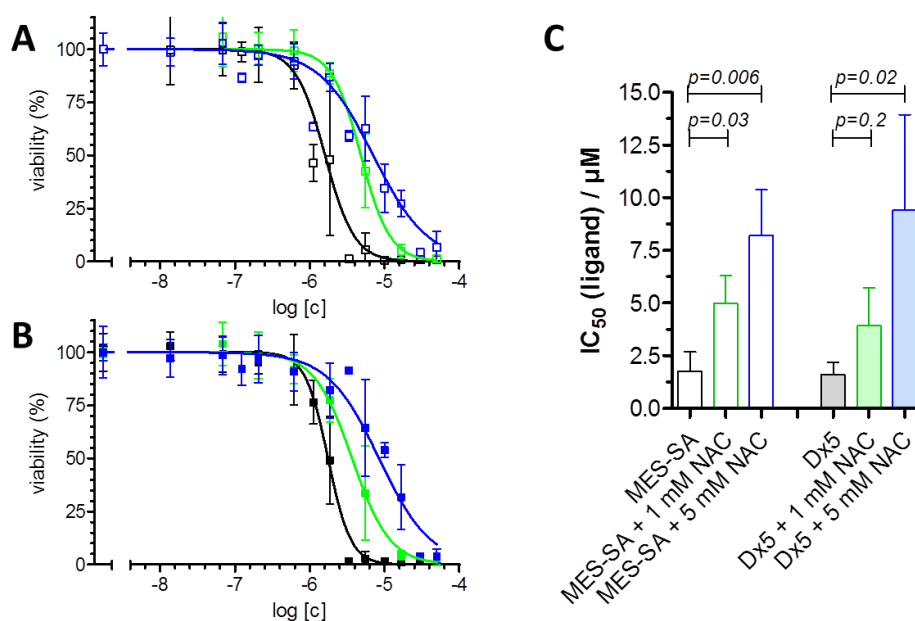 A
viability (%)
100
75
50
25
0
-8
-7
-6
-5
-4
log [c]
B
viability (%)
100
75
50
25
0
-8
-7
-6
-5
-4
log [c]
C
p=0.006
p=0.02
p=0.03
p=0.2
IC50 (ligand) / µM
15.0
12.5
10.0
7.5
5.0
2.5
0.0
MES-SA
MES-SA + 1 mM NAC
MES-SA + 5 mM NAC
Dx5
Dx5 + 1 mM NAC
Dx5 + 5 mM NAC